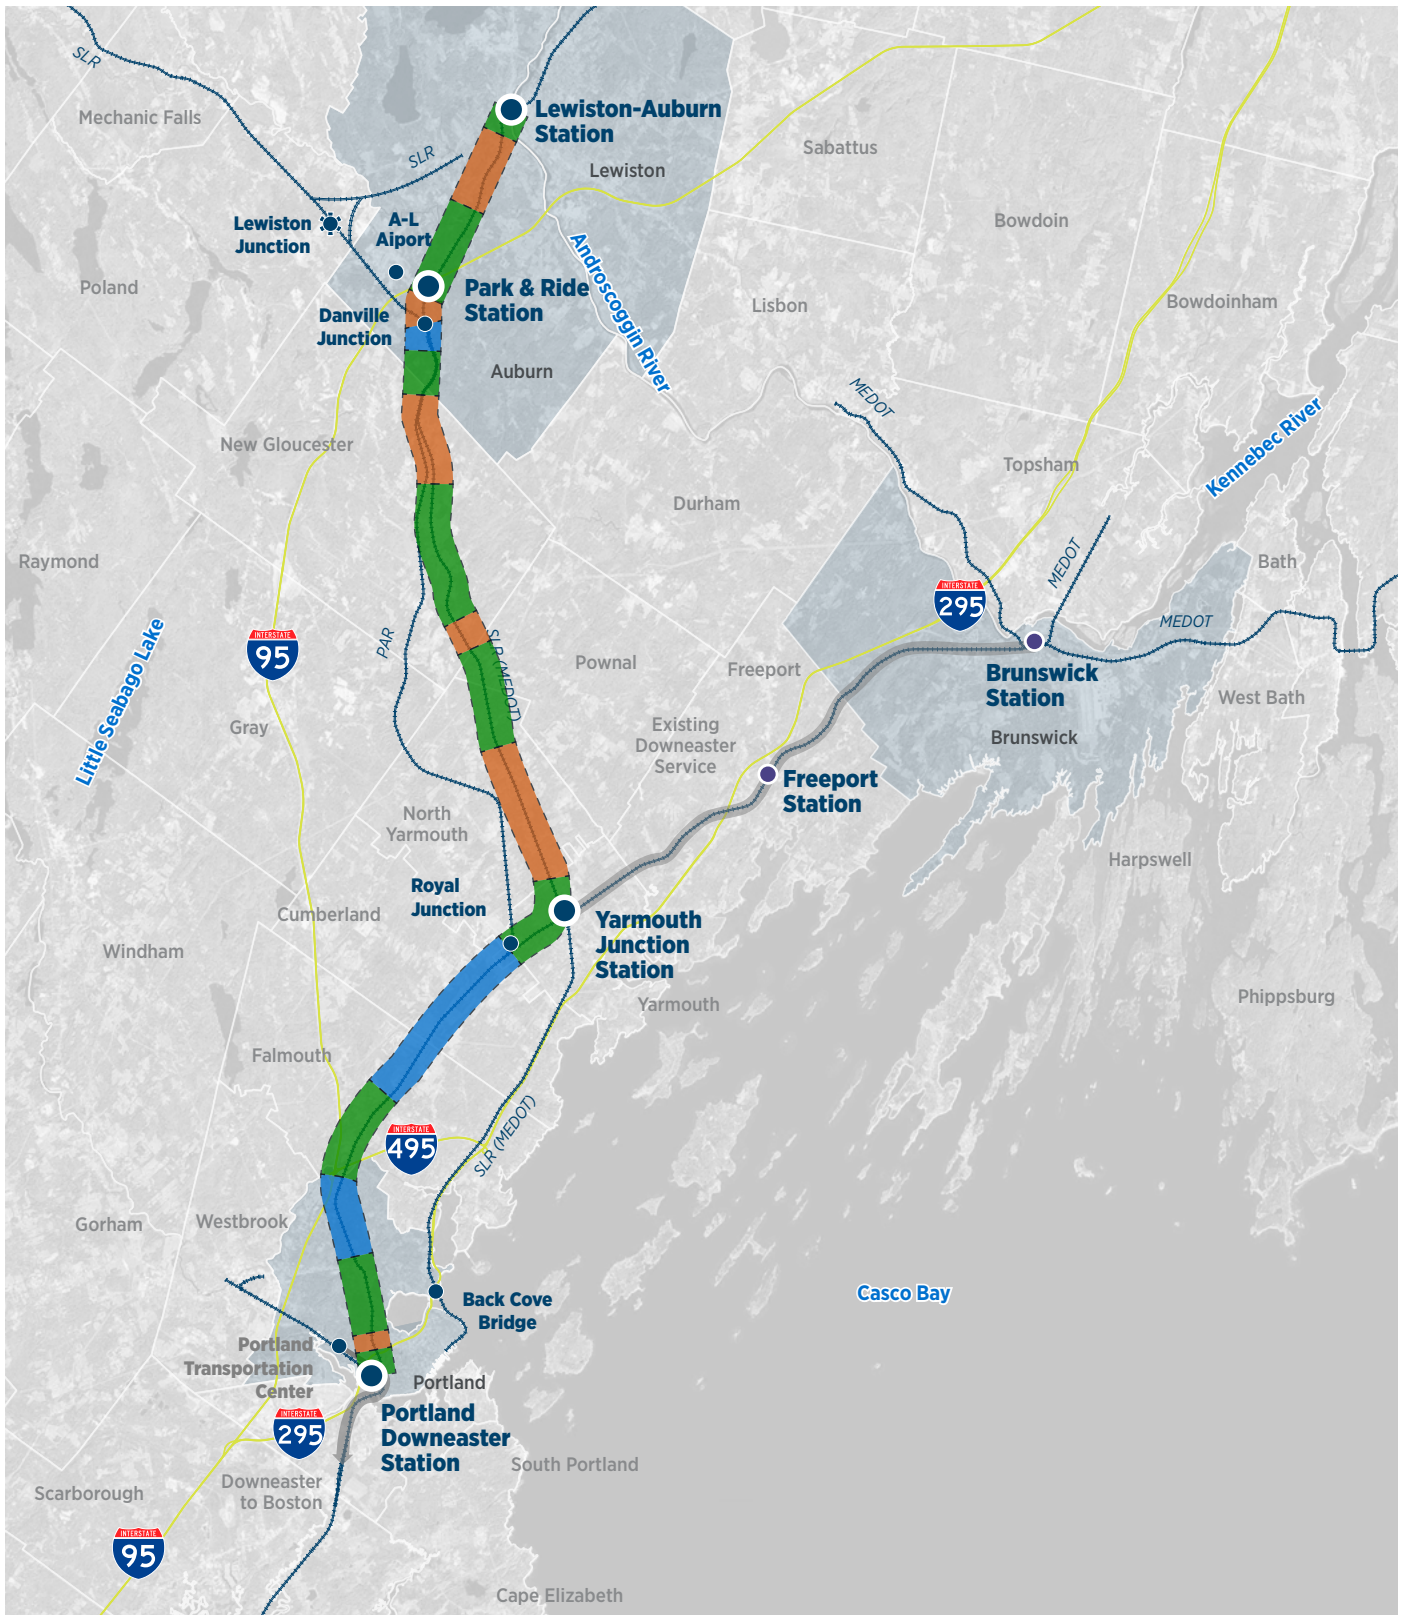 SLR
Mechanic Falls
Lewiston-Auburn
Station
SLR
Lewiston
Sabattus
Lewiston
Junction
A-L
Aiport
Bowdoin
Androscoggin River
Poland
Park & Ride
Station
Lisbon
Bowdoinham
Danville
Junction
Auburn
MEDOT
Kennebec River
New Gloucester
Topsham
Durham
Raymond
MEDOT
Bath
INTERSTATE
295
MEDOT
INTERSTATE
95
PAR
SLR (MEDOT)
Little Seabago Lake
Pownal
Freeport
Brunswick
Station
West Bath
Gray
Existing
Downeaster
Service
Brunswick
Freeport
Station
North
Yarmouth
Harpswell
Royal
Junction
Cumberland
Yarmouth
Junction
Station
Windham
Yarmouth
Phippsburg
Falmouth
INTERSTATE
495
SLR (MEDOT)
Gorham
Westbrook
Casco Bay
Back Cove
Bridge
Portland
Transportation
Center
Portland
INTERSTATE
295
Portland
Downeaster
Station
South Portland
Downeaster
to Boston
Scarborough
INTERSTATE
95
Cape Elizabeth